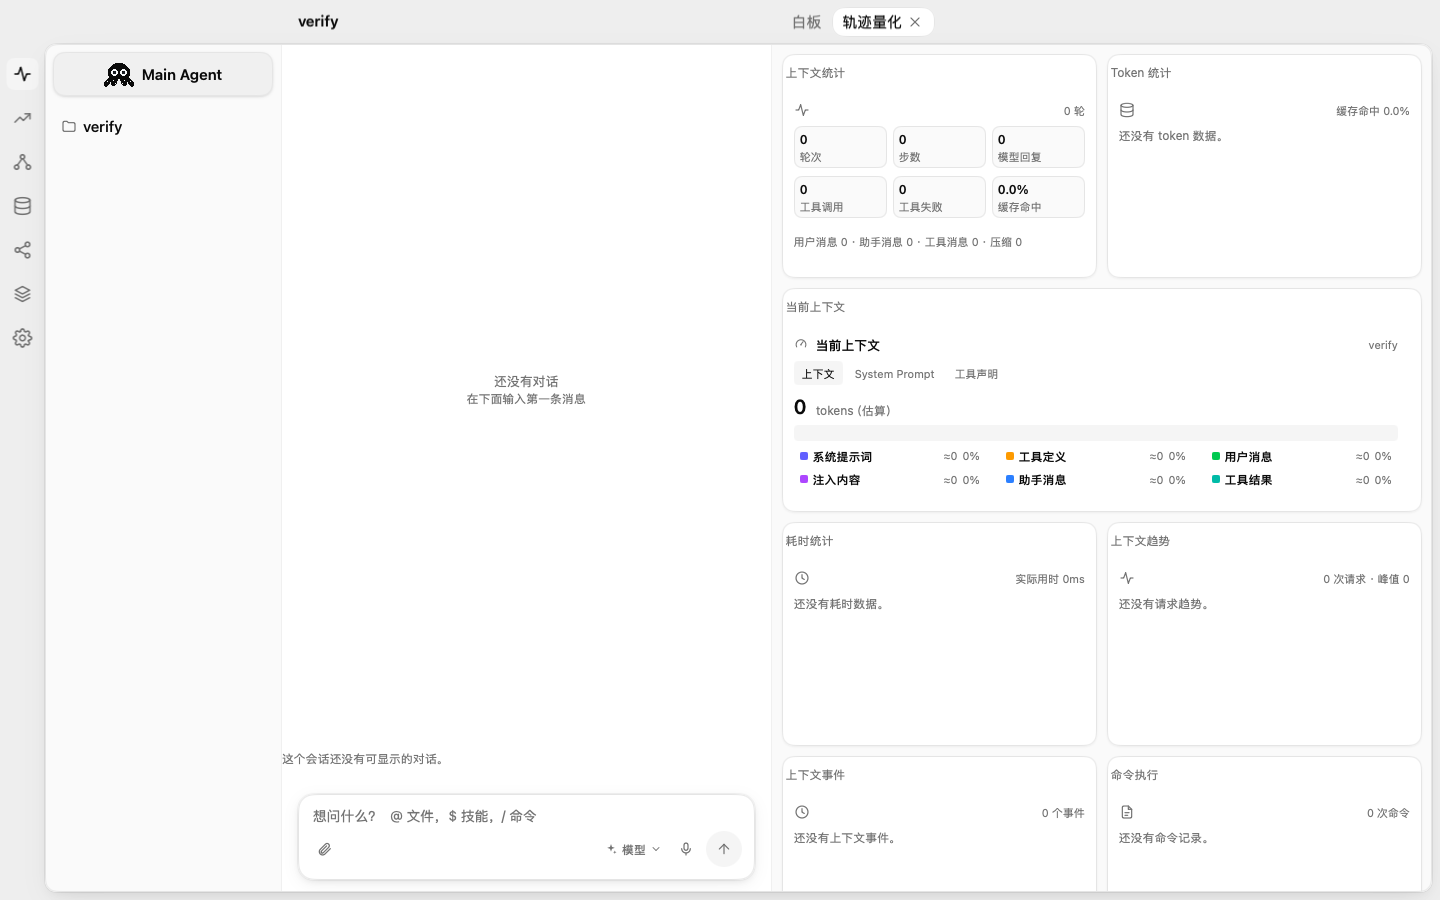 verify
白板
轨迹量化
Main Agent
verify
还没有对话
在下面输入第一条消息
这个会话还没有可显示的对话。
想问什么? @ 文件, $ 技能, / 命令
模型
上下文统计
0 轮
0
轮次
0
步数
0
模型回复
0
工具调用
0
工具失败
0.0%
缓存命中
用户消息 0 · 助手消息 0 · 工具消息 0 · 压缩 0
Token 统计
缓存命中 0.0%
还没有 token 数据。
当前上下文
当前上下文
verify
上下文
System Prompt
工具声明
0 tokens (估算)
系统提示词 ≈0 0%
工具定义 ≈0 0%
用户消息 ≈0 0%
注入内容 ≈0 0%
助手消息 ≈0 0%
工具结果 ≈0 0%
耗时统计
实际用时 0ms
还没有耗时数据。
上下文趋势
0 次请求 · 峰值 0
还没有请求趋势。
上下文事件
0 个事件
还没有上下文事件。
命令执行
0 次命令
还没有命令记录。